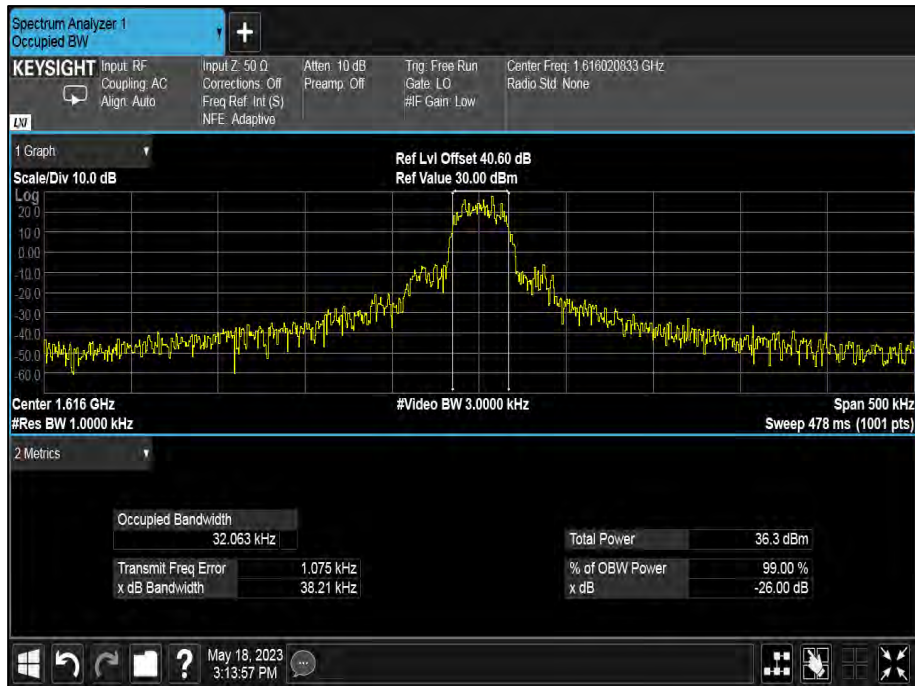 Spectrum Analyzer 1
Occupied BW
+
KEYSIGHT Input: RF Input Z: 50 Ω Atten: 10 dB Trig: Free Run Center Freq: 1.616020833 GHz
Coupling: AC Corrections: Off Preamp: Off Gate: LO Radio Std: None
Align: Auto Freq Ref: Int (S) #IF Gain: Low
NFE: Adaptive
LXI
1 Graph
Ref Lvl Offset 40.60 dB
Scale/Div 10.0 dB Ref Value 30.00 dBm
Log
20.0
10.0
0.00
-10.0
-20.0
-30.0
-40.0
-50.0
-60.0
Center 1.616 GHz #Video BW 3.0000 kHz Span 500 kHz
#Res BW 1.0000 kHz Sweep 478 ms (1001 pts)
2 Metrics
Occupied Bandwidth
32.063 kHz Total Power 36.3 dBm
Transmit Freq Error 1.075 kHz % of OBW Power 99.00 %
x dB Bandwidth 38.21 kHz x dB -26.00 dB
? May 18, 2023
3:13:57 PM